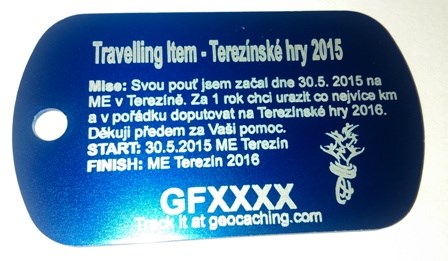 Travelling Item - Terezínské hry 2015
Mise: Svou pouť jsem začal dne 30.5. 2015 na
ME v Terezíně. Za 1 rok chci urazit co nejvíce km
a v pořádku doputovat na Terezínské hry 2016.
Děkuji předem za Vaši pomoc.
START: 30.5.2015 ME Terezín
FINISH: ME Terezín 2016
GFXXXX
Track it at geocaching.com